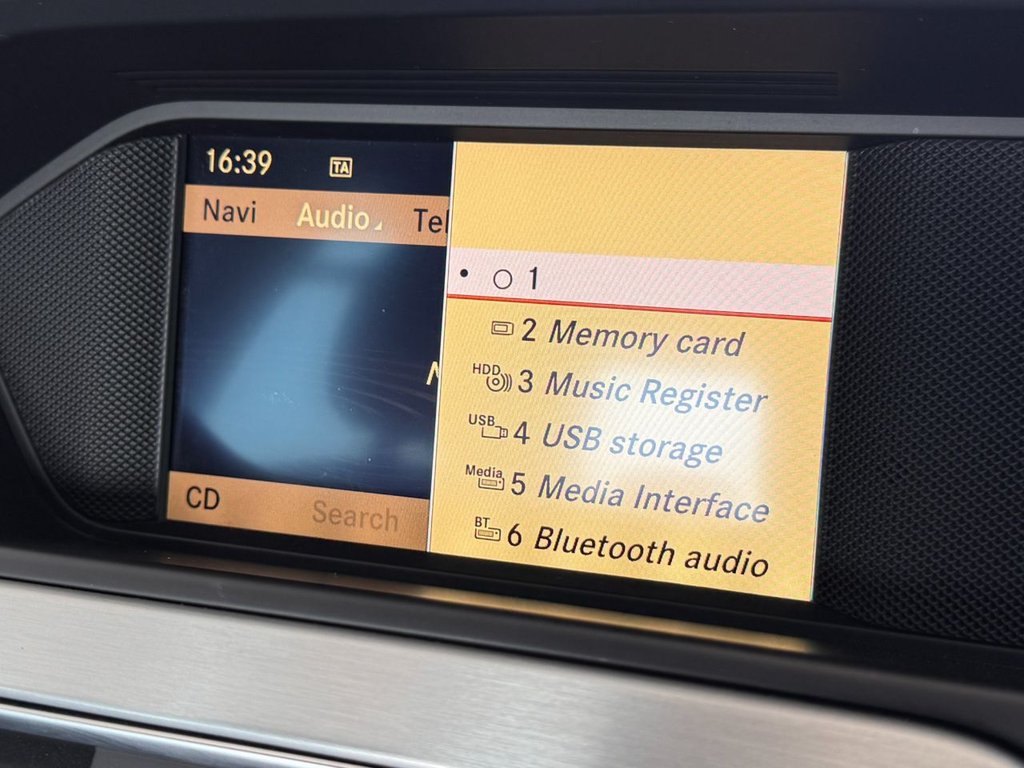 16:39 TA
Navi Audio Tel
1
2 Memory card
HDD 3 Music Register
USB 4 USB storage
Media 5 Media Interface
BT 6 Bluetooth audio
CD Search